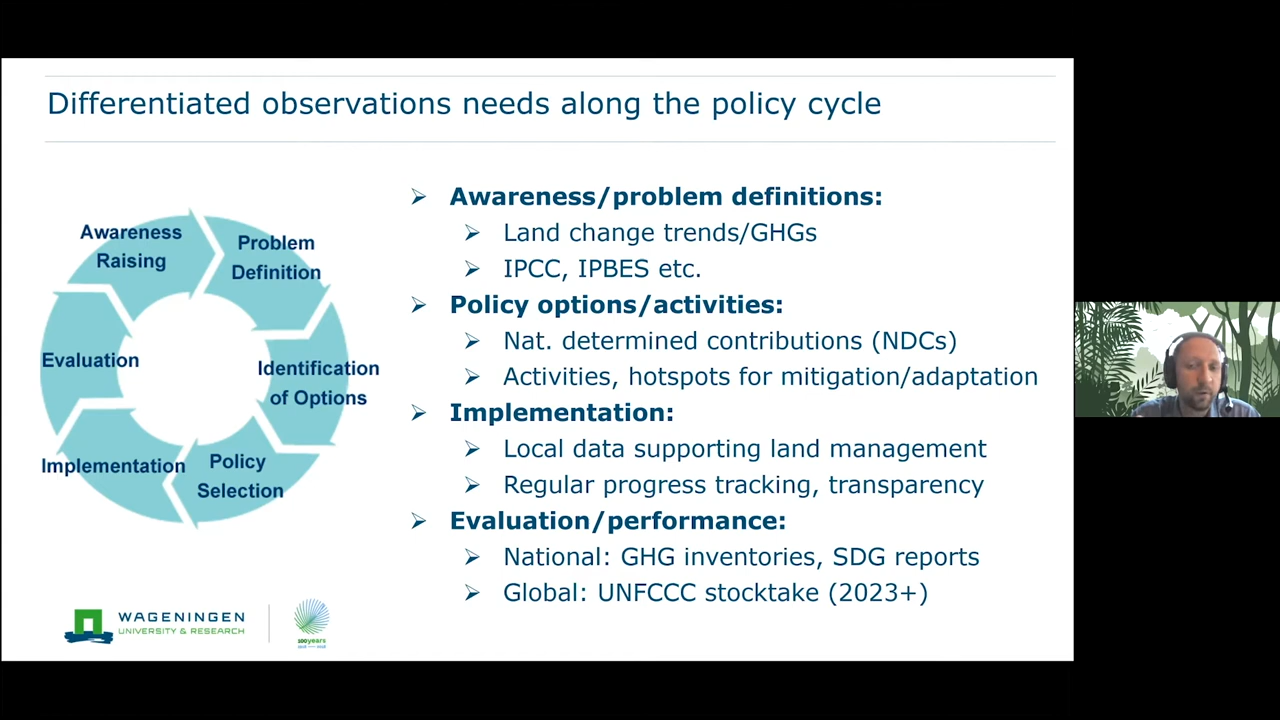 Differentiated observations needs along the policy cycle
Awareness
Raising
Problem
Definition
Identification
of Options
Policy
Selection
Implementation
Evaluation
Awareness/problem definitions:
Land change trends/GHGs
IPCC, IPBES etc.
Policy options/activities:
Nat. determined contributions (NDCs)
Activities, hotspots for mitigation/adaptation
Implementation:
Local data supporting land management
Regular progress tracking, transparency
Evaluation/performance:
National: GHG inventories, SDG reports
Global: UNFCCC stocktake (2023+)
WAGENINGEN
UNIVERSITY & RESEARCH
100years